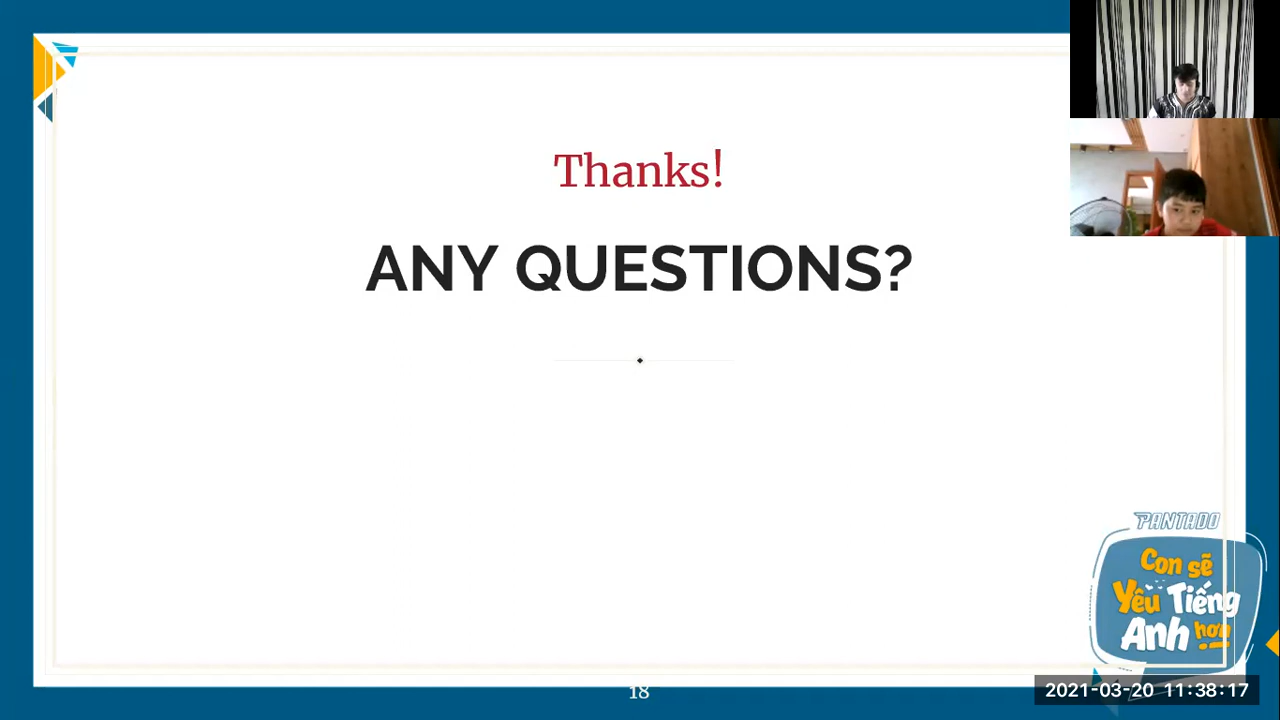 Thanks!
ANY QUESTIONS?
PANTADO
Con sẽ
Yêu Tiếng
Anh hơn
18
2021-03-20 11:38:17